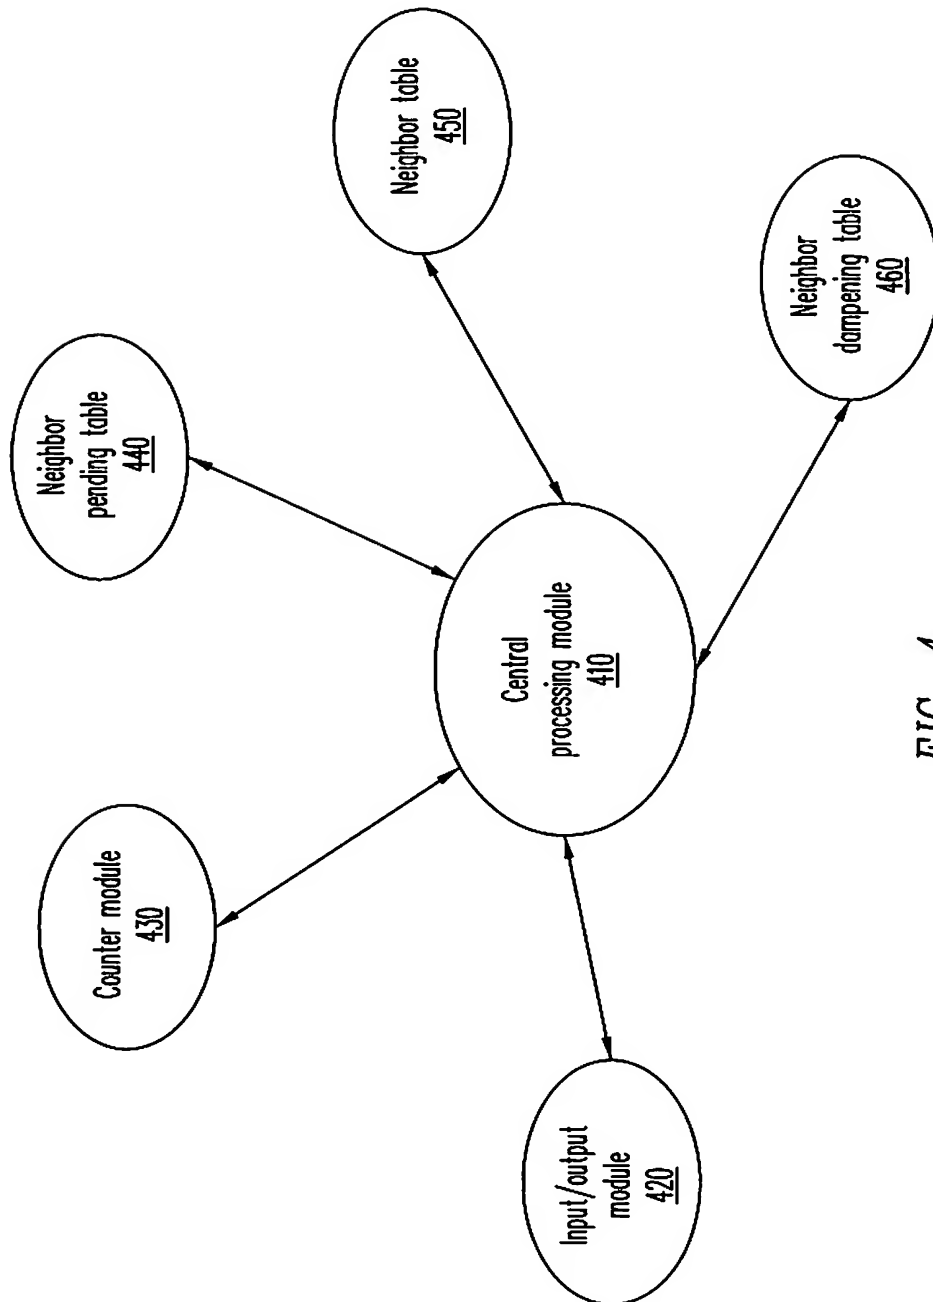 Counter module
430
Neighbor
pending table
440
Neighbor table
450
Central
processing module
410
Input/output
module
420
Neighbor
dampening table
460
FIG. 4